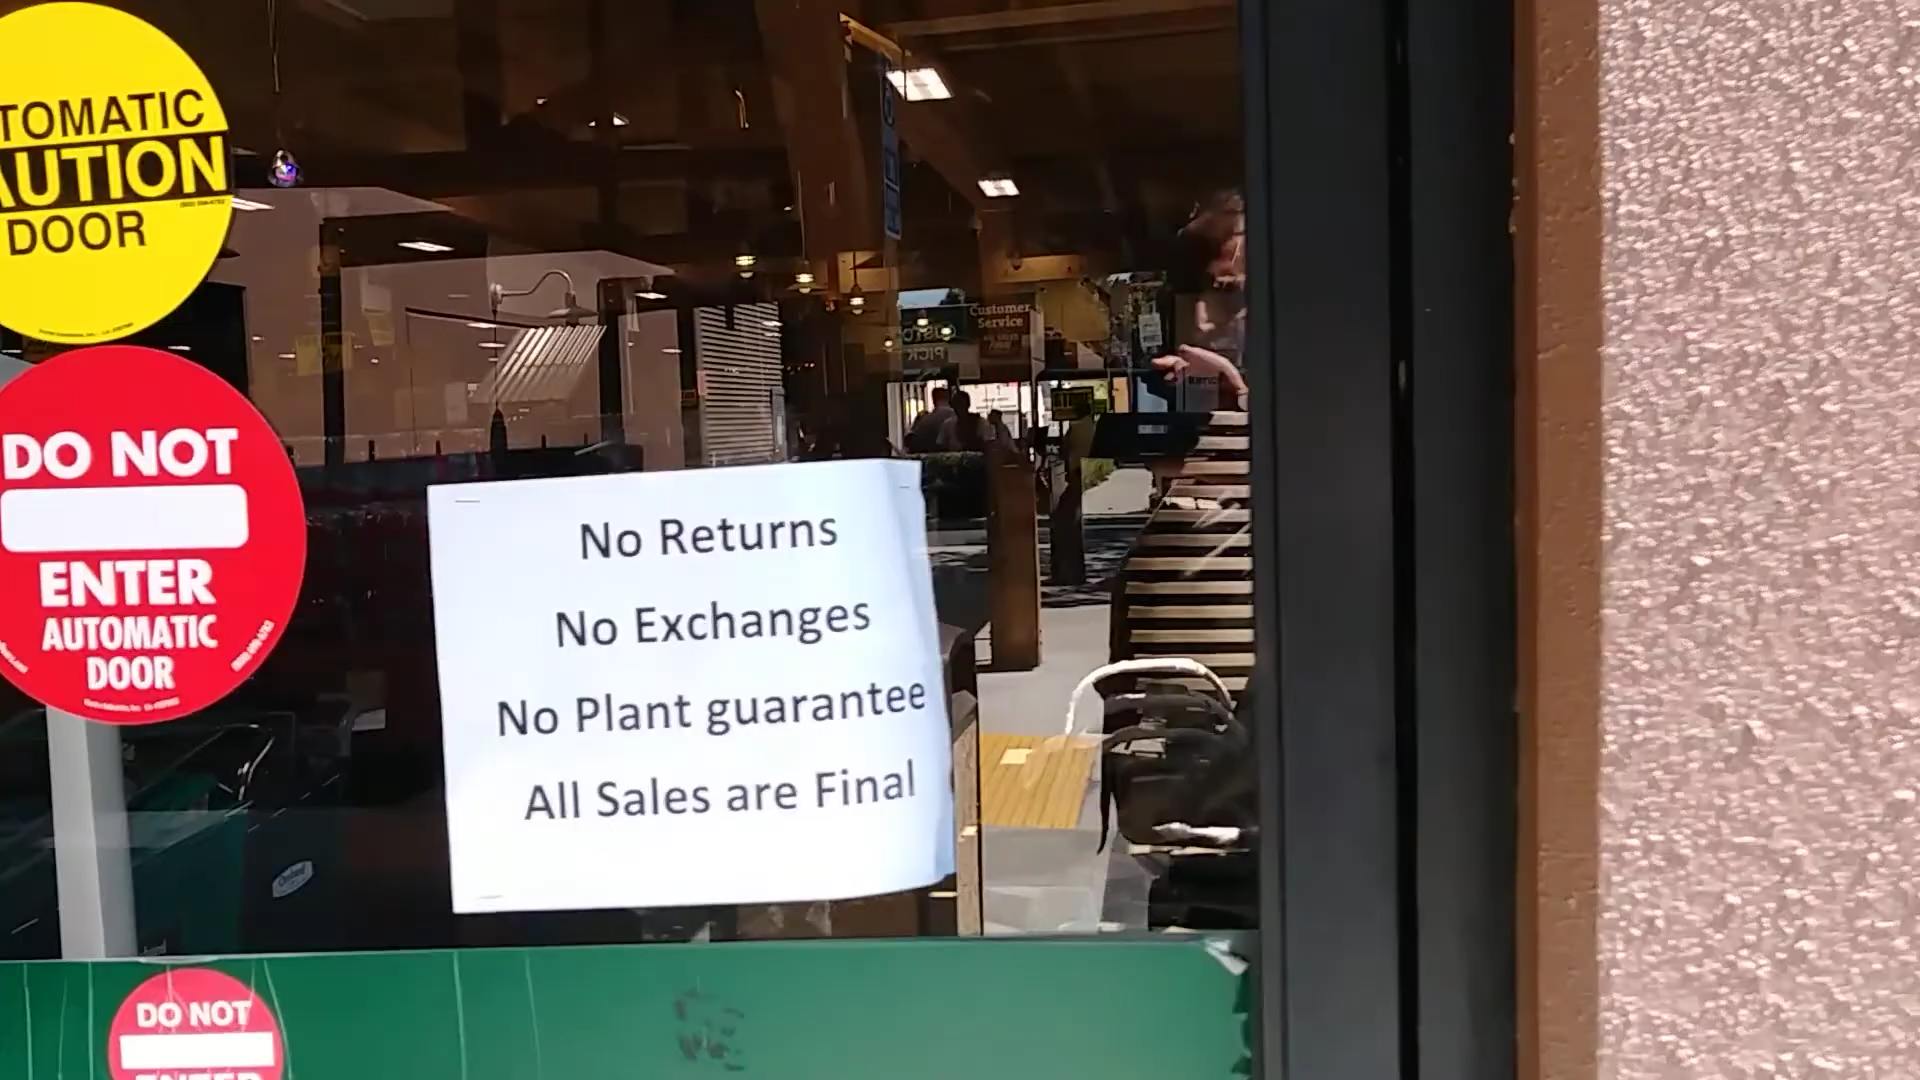 TOMATIC
AUTION
DOOR
DO NOT
ENTER
AUTOMATIC
DOOR
Customer
Service
No Returns
No Exchanges
No Plant guarantee
All Sales are Final
DO NOT
ENTER